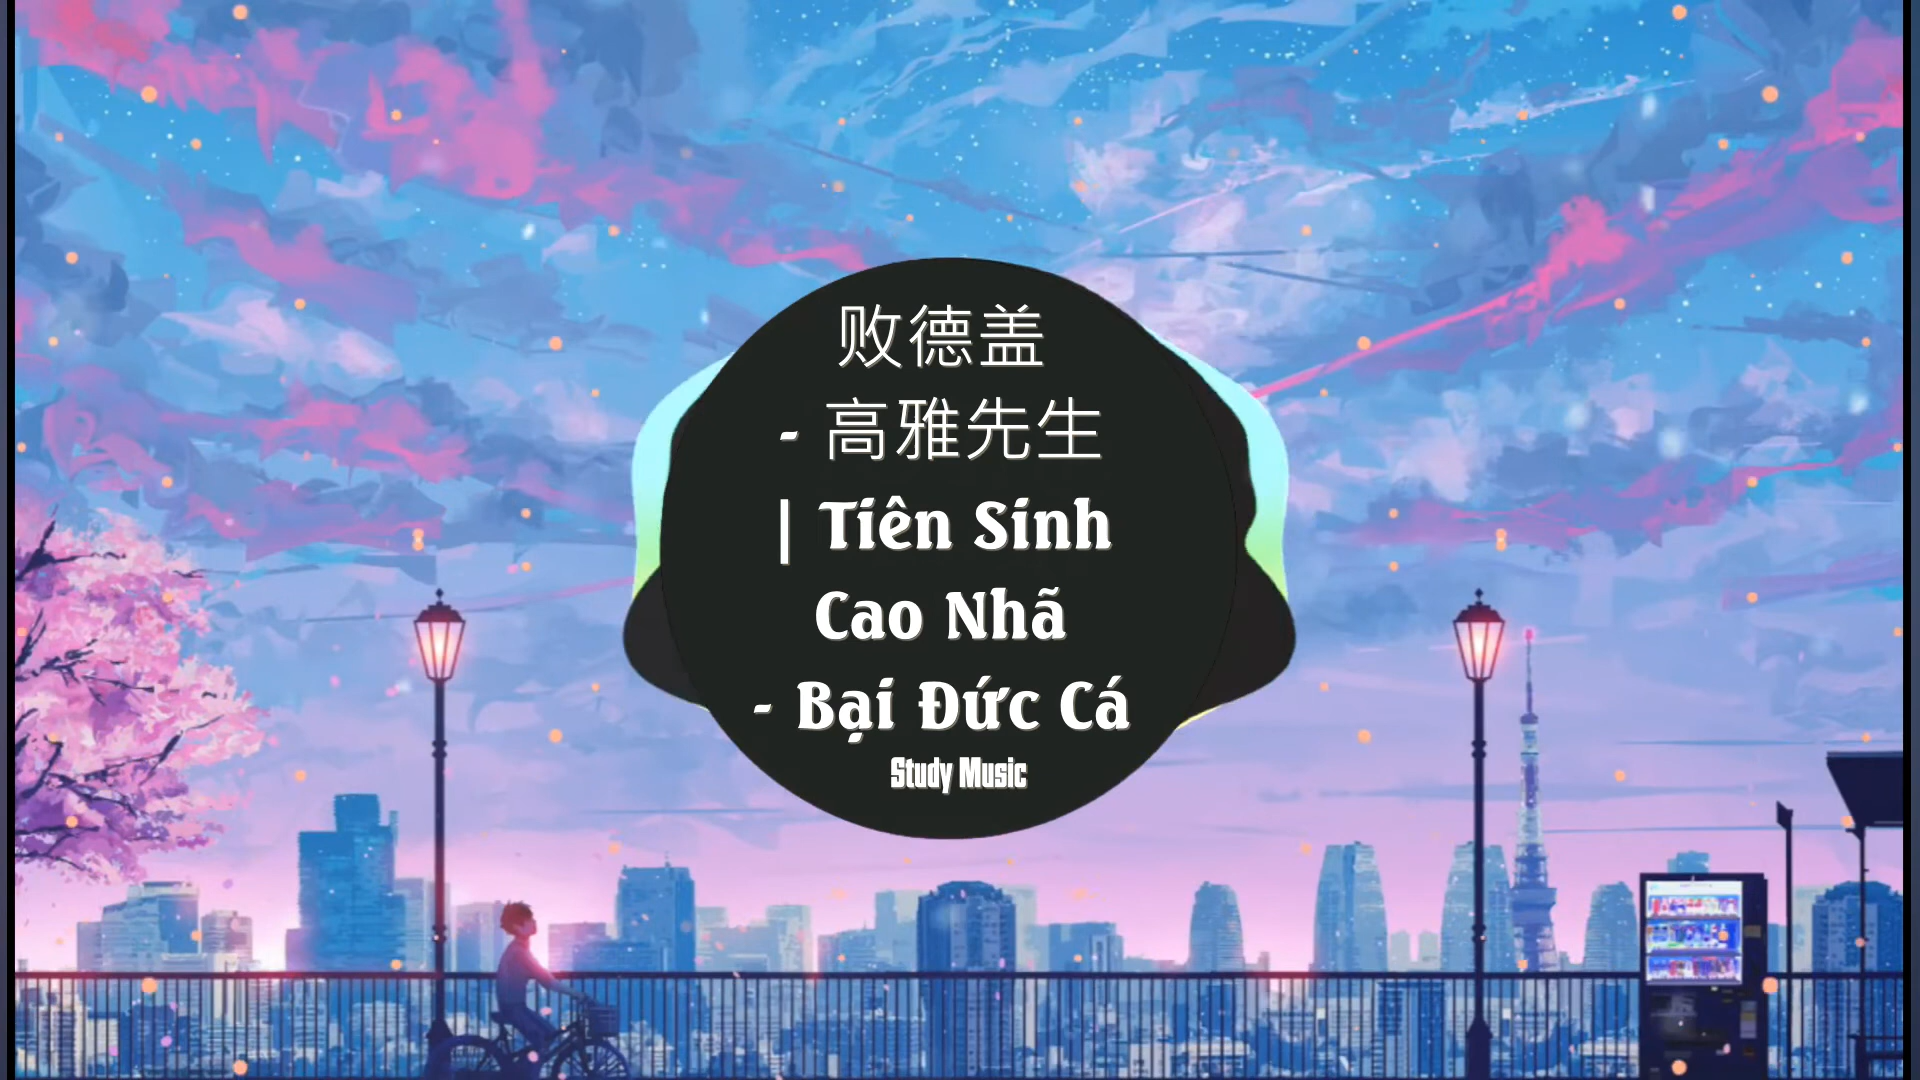 败德盖
- 高雅先生
| Tiên Sinh
Cao Nhã
- Bại Đức Cá
Study Music